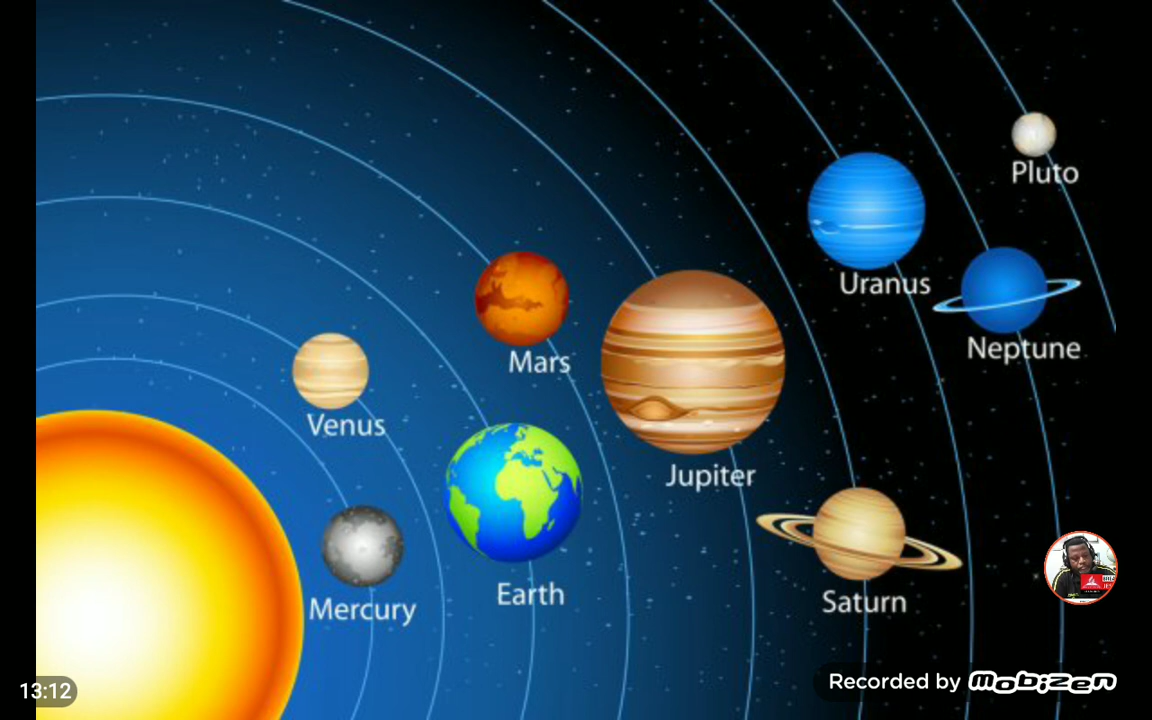 Pluto
Uranus
Neptune
Mars
Venus
Jupiter
Earth
Mercury
Saturn
13:12
Recorded by mobizen